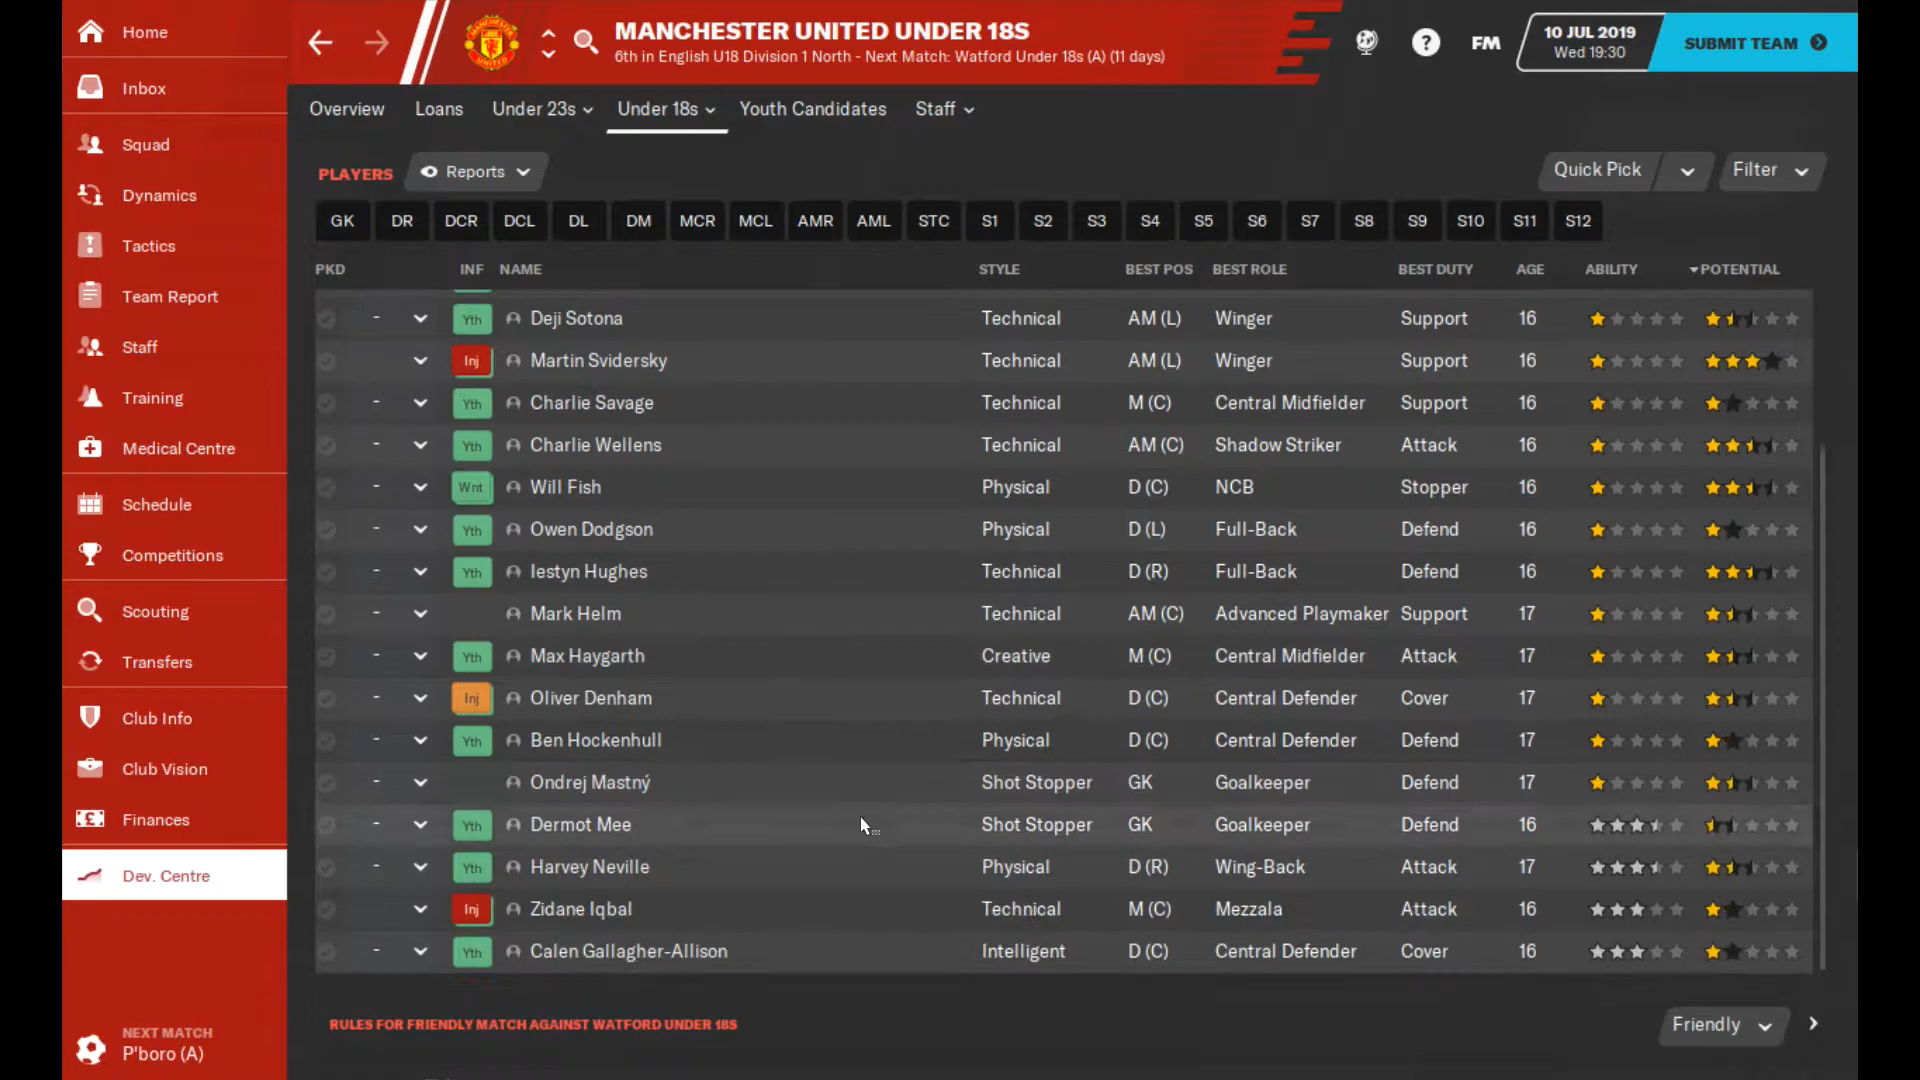 Home
Inbox
Squad
Dynamics
Tactics
Team Report
Staff
Training
Medical Centre
Schedule
Competitions
Scouting
Transfers
Club Info
Club Vision
Finances
Dev. Centre
NEXT MATCH
P'boro (A)
MANCHESTER UNITED UNDER 18S
6th in English U18 Division 1 North - Next Match: Watford Under 18s (A) (11 days)
? FM
10 JUL 2019
Wed 19:30
SUBMIT TEAM
Overview Loans Under 23s Under 18s Youth Candidates Staff
PLAYERS Reports Quick Pick Filter
GK DR DCR DCL DL DM MCR MCL AMR AML STC S1 S2 S3 S4 S5 S6 S7 S8 S9 S10 S11 S12
PKD INF NAME STYLE BEST POS BEST ROLE BEST DUTY AGE ABILITY POTENTIAL
- Yth Deji Sotona Technical AM (L) Winger Support 16
Inj Martin Svidersky Technical AM (L) Winger Support 16
- Yth Charlie Savage Technical M (C) Central Midfielder Support 16
- Yth Charlie Wellens Technical AM (C) Shadow Striker Attack 16
- Wnt Will Fish Physical D (C) NCB Stopper 16
- Yth Owen Dodgson Physical D (L) Full-Back Defend 16
- Yth Iestyn Hughes Technical D (R) Full-Back Defend 16
- Mark Helm Technical AM (C) Advanced Playmaker Support 17
- Yth Max Haygarth Creative M (C) Central Midfielder Attack 17
- Inj Oliver Denham Technical D (C) Central Defender Cover 17
- Yth Ben Hockenhull Physical D (C) Central Defender Defend 17
- Ondrej Mastný Shot Stopper GK Goalkeeper Defend 17
- Yth Dermot Mee Shot Stopper GK Goalkeeper Defend 16
- Yth Harvey Neville Physical D (R) Wing-Back Attack 17
Inj Zidane Iqbal Technical M (C) Mezzala Attack 16
- Yth Calen Gallagher-Allison Intelligent D (C) Central Defender Cover 16
RULES FOR FRIENDLY MATCH AGAINST WATFORD UNDER 18S
Friendly